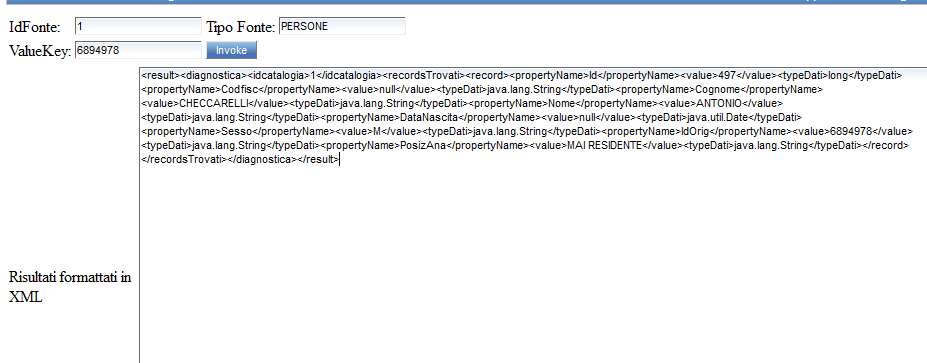 IdFonte: 1 Tipo Fonte: PERSONE
ValueKey: 6894978 Invoke
<result><diagnostica><idcatalogia>1</idcatalogia><recordsTrovati><record><propertyName>Id</propertyName><value>497</value><typeDati>long</typeDati>
<propertyName>Codfisc</propertyName><value>null</value><typeDati>java.lang.String</typeDati><propertyName>Cognome</propertyName>
<value>CHECCARELLI</value><typeDati>java.lang.String</typeDati><propertyName>Nome</propertyName><value>ANTONIO</value>
<typeDati>java.lang.String</typeDati><propertyName>DataNascita</propertyName><value>null</value><typeDati>java.util.Date</typeDati>
<propertyName>Sesso</propertyName><value>M</value><typeDati>java.lang.String</typeDati><propertyName>IdOrig</propertyName><value>6894978</value>
<typeDati>java.lang.String</typeDati><propertyName>PosizAna</propertyName><value>MAI RESIDENTE</value><typeDati>java.lang.String</typeDati></record>
</recordsTrovati></diagnostica></result>
Risultati formattati in
XML